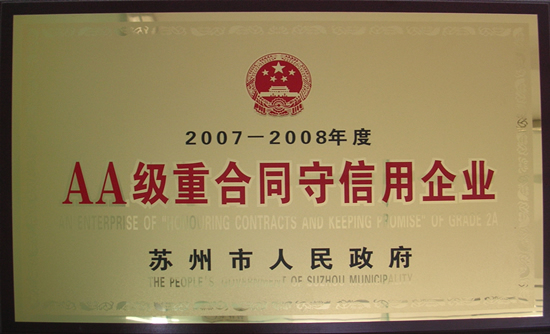 2007－2008年度
AA级重合同守信用企业
AN ENTERPRISE OF "HONOURING CONTRACTS AND KEEPING PROMISE" OF GRADE 2A
苏州市人民政府
THE PEOPLE'S GOVERNMENT OF SUZHOU MUNICIPALITY